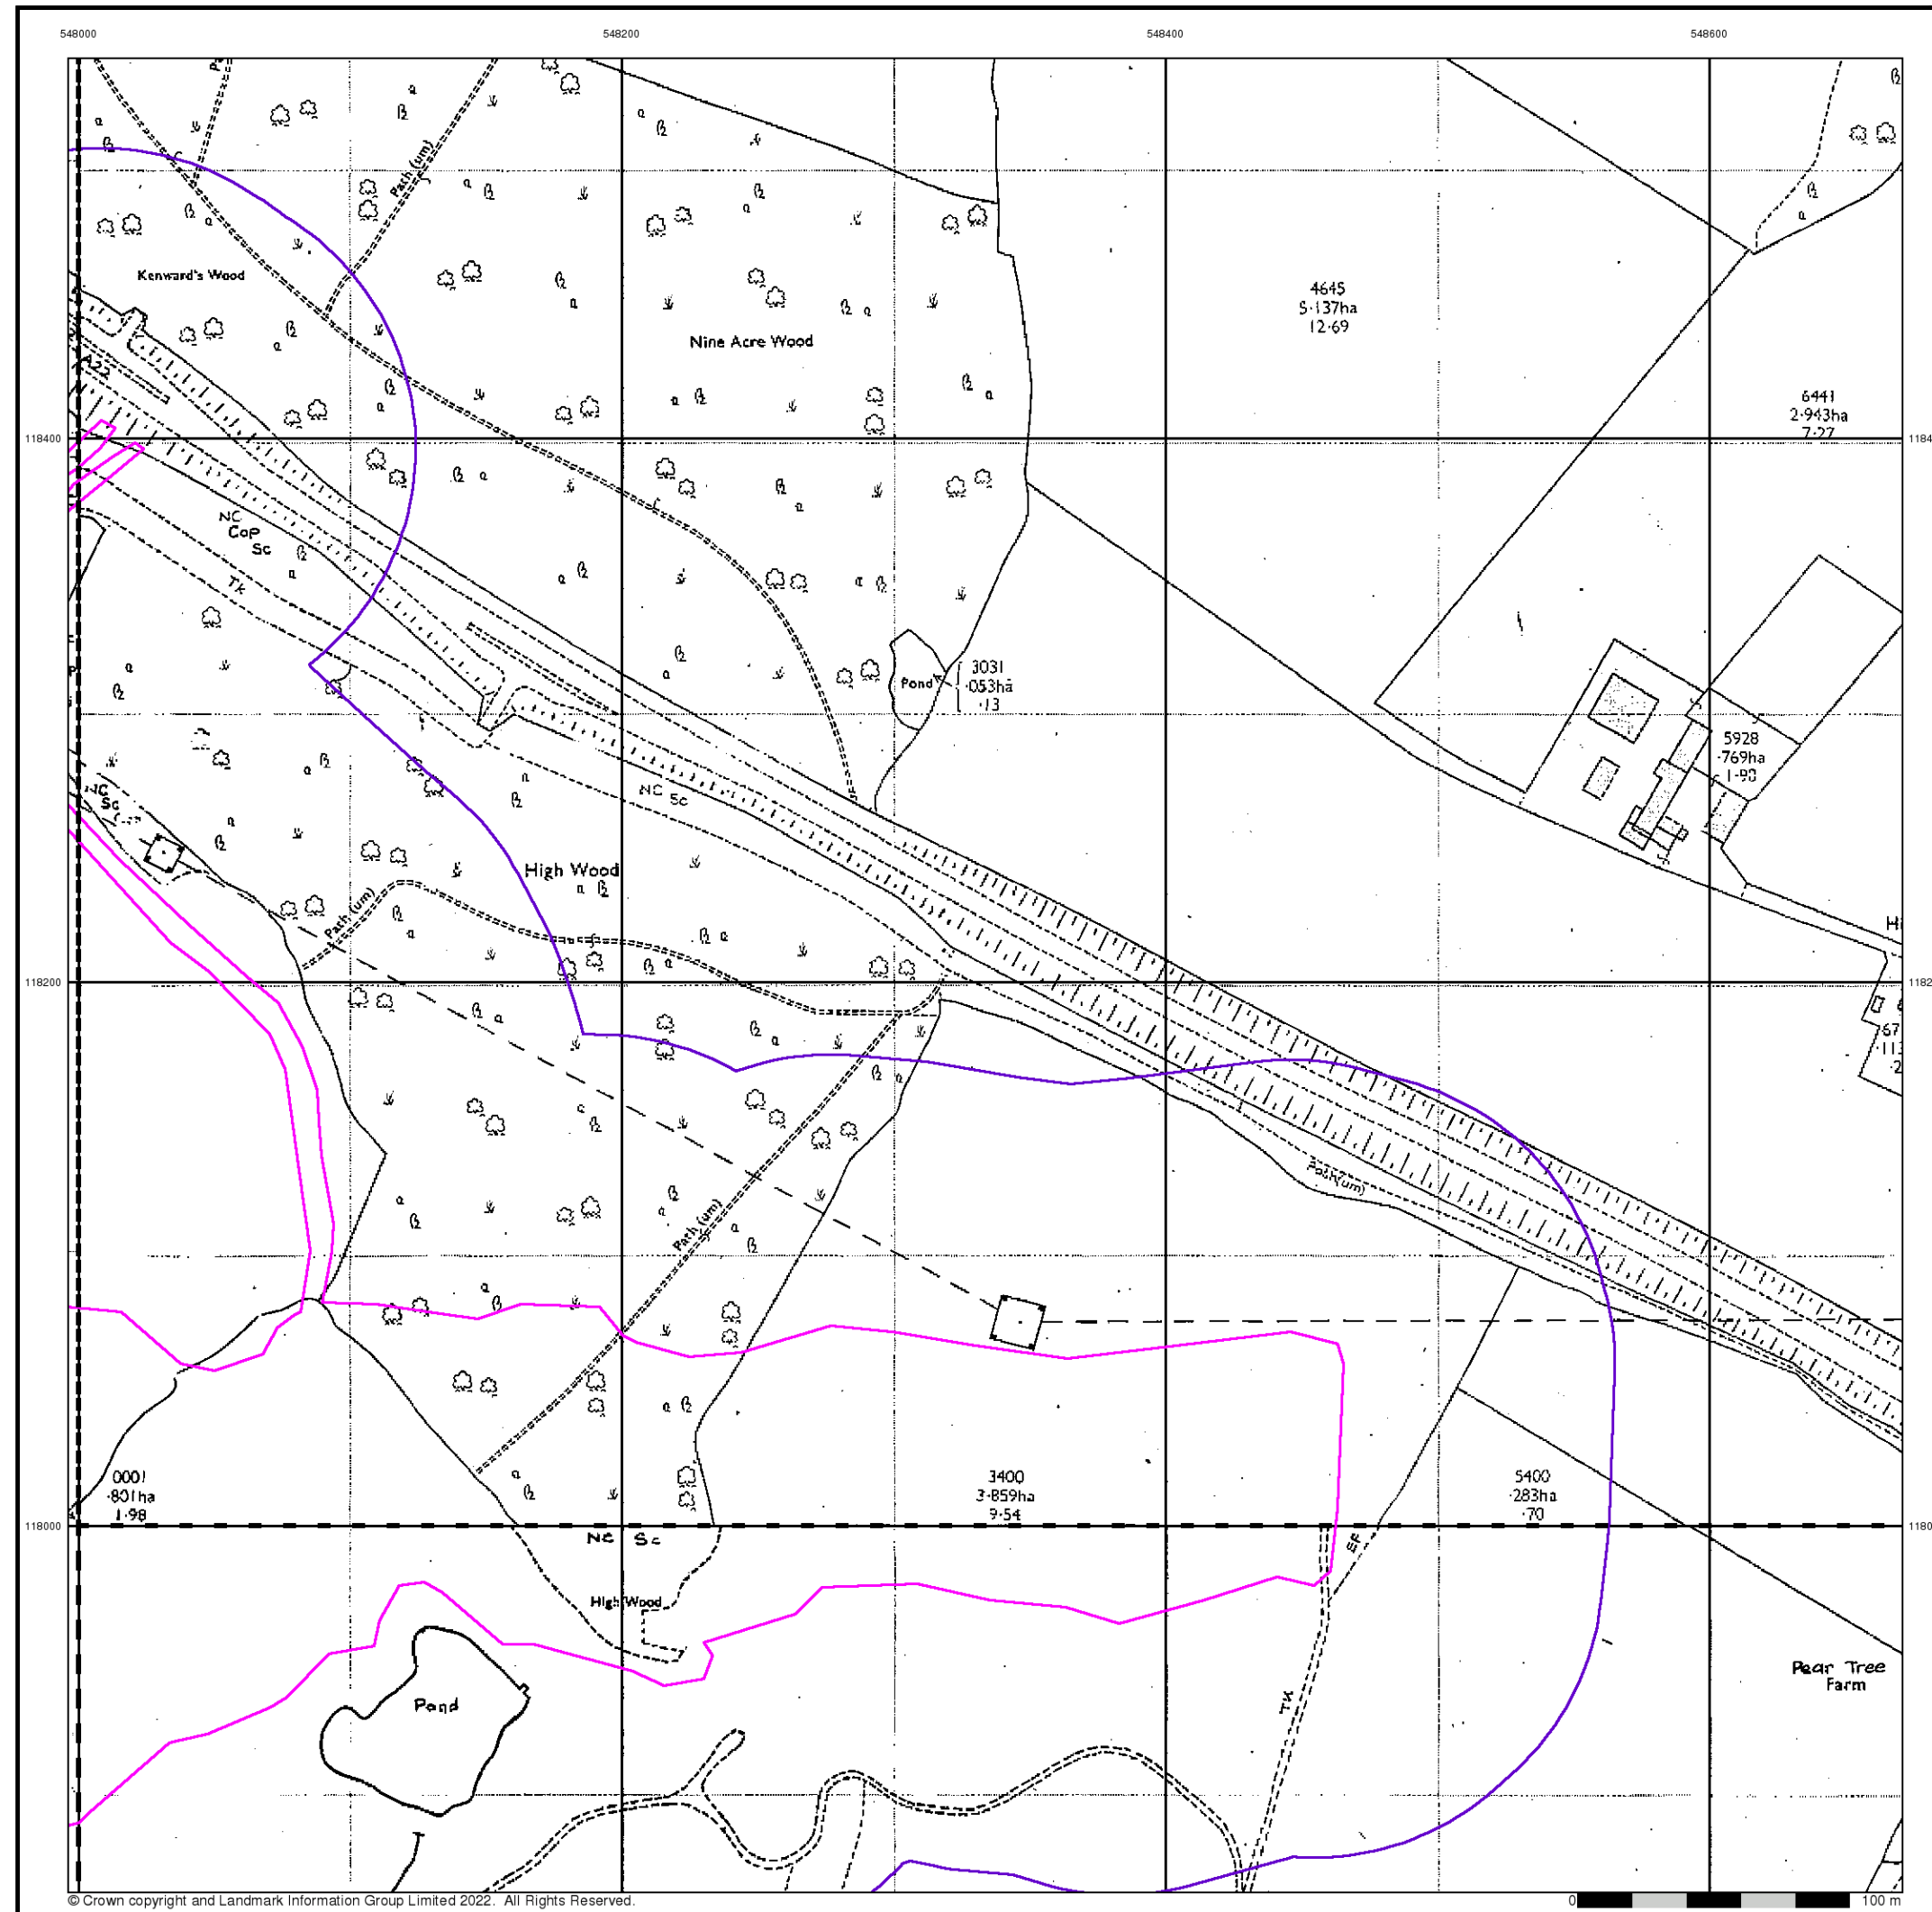 548000
548200
548400
548600
Path (um)
Kenward's Wood
Nine Acre Wood
4645
5·137ha
12·69
A22
6441
2·943ha
7·27
118400
NC
Cop
Sc
Tk
Pond
3031
·053ha
·13
5928
·769ha
1·90
NC
Sc
NC Sc
High Wood
Path (um)
118200
Path (um)
Path (um)
0001
·801ha
1·98
3400
3·859ha
9·54
5400
·283ha
·70
118000
NC Sc
EF
High Wood
Pear Tree
Farm
Pond
Tk
© Crown copyright and Landmark Information Group Limited 2022. All Rights Reserved.
0 100 m